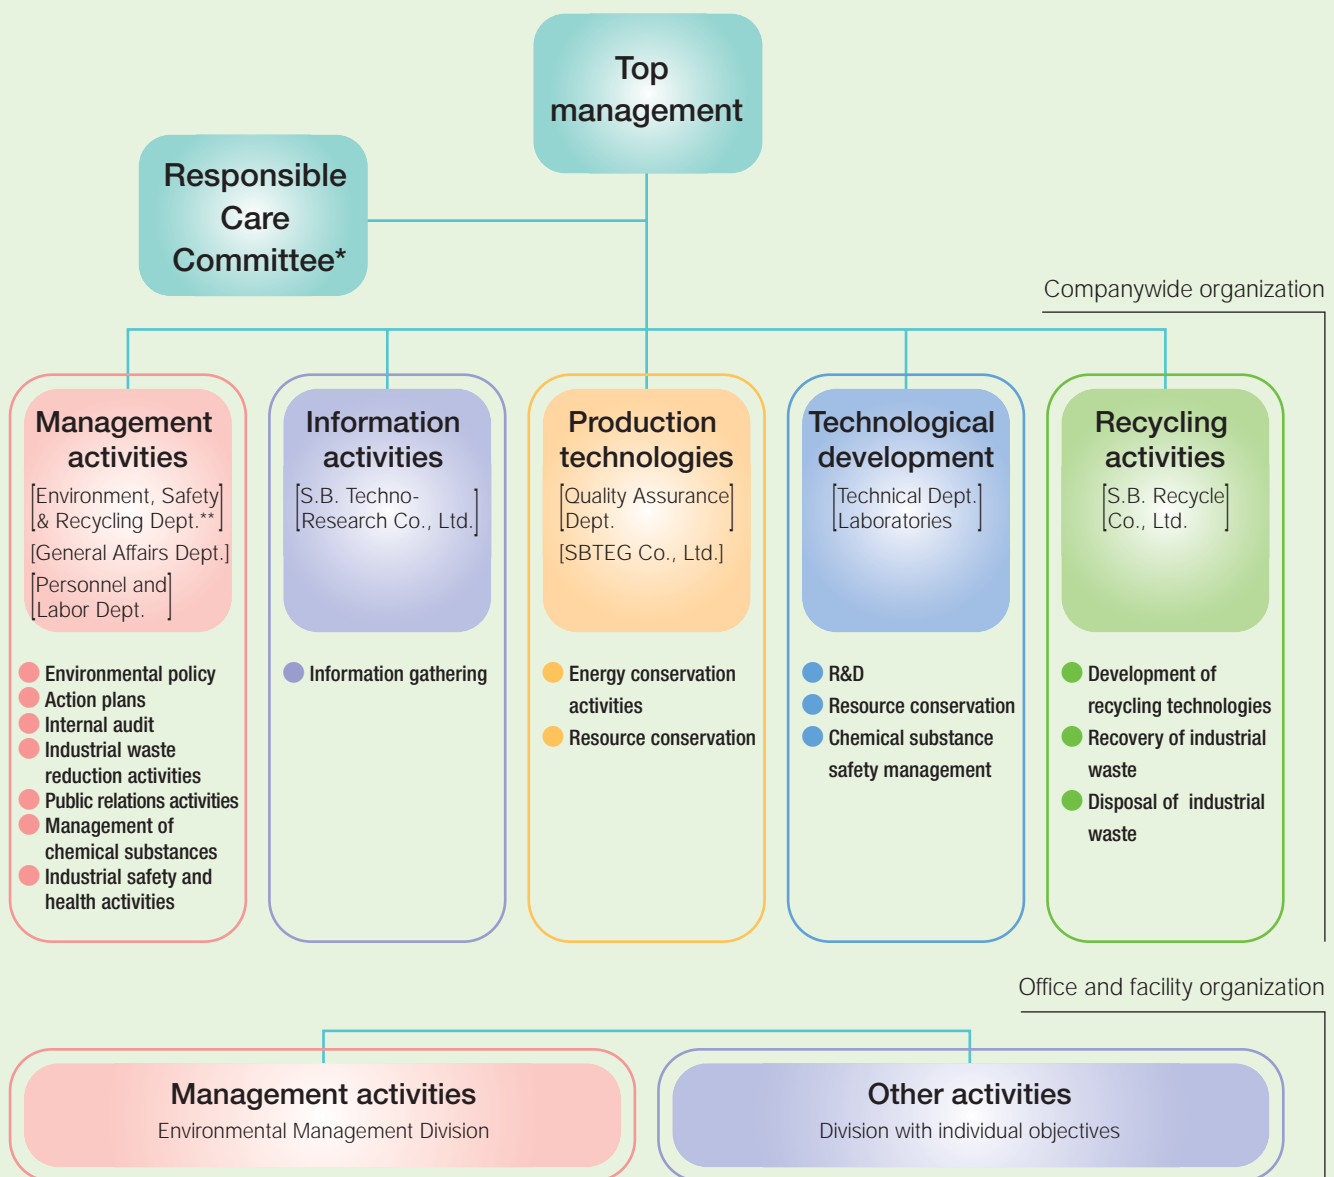 Top
management
Responsible
Care
Committee*
Companywide organization
Management
activities
[Environment, Safety
& Recycling Dept.**]
[General Affairs Dept.]
[Personnel and
Labor Dept.]
Environmental policy
Action plans
Internal audit
Industrial waste
reduction activities
Public relations activities
Management of
chemical substances
Industrial safety and
health activities
Information
activities
[S.B. Techno-
Research Co., Ltd.]
Information gathering
Production
technologies
[Quality Assurance
Dept.]
[SBTEG Co., Ltd.]
Energy conservation
activities
Resource conservation
Technological
development
[Technical Dept.
Laboratories]
R&D
Resource conservation
Chemical substance
safety management
Recycling
activities
[S.B. Recycle
Co., Ltd.]
Development of
recycling technologies
Recovery of industrial
waste
Disposal of industrial
waste
Office and facility organization
Management activities
Environmental Management Division
Other activities
Division with individual objectives